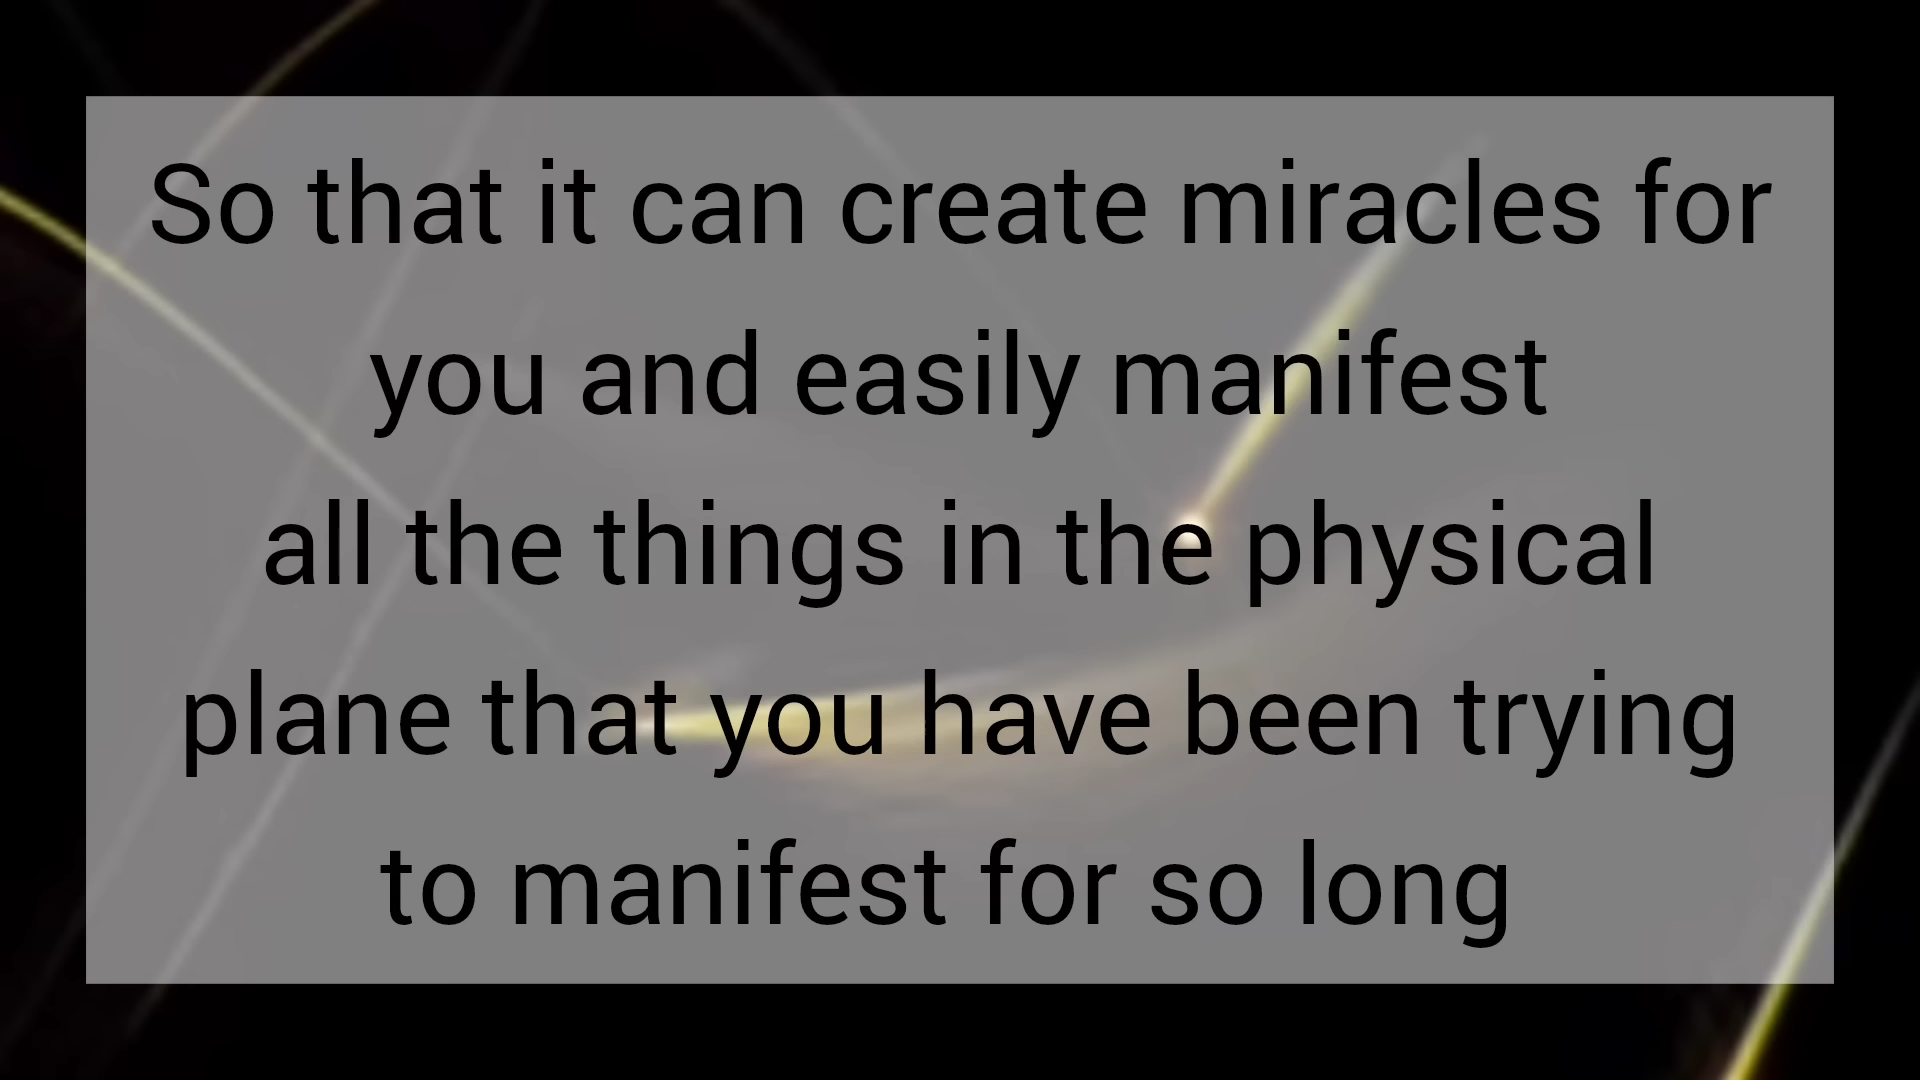 So that it can create miracles for
you and easily manifest
all the things in the physical
plane that you have been trying
to manifest for so long